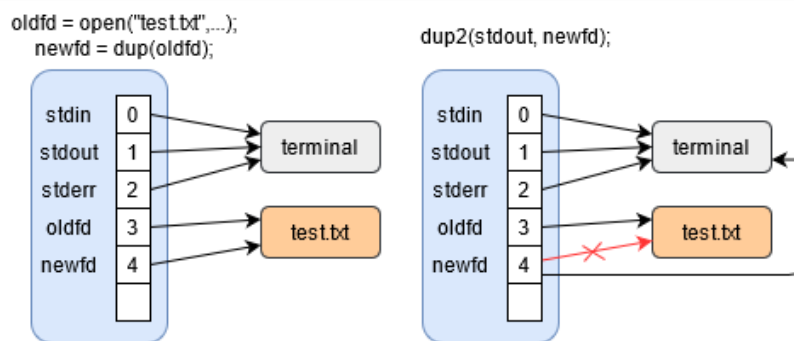 oldfd = open("test.txt",...);
newfd = dup(oldfd);
stdin 0
stdout 1 terminal
stderr 2
oldfd 3 test.txt
newfd 4
dup2(stdout, newfd);
stdin 0
stdout 1 terminal
stderr 2
oldfd 3 test.txt
newfd 4